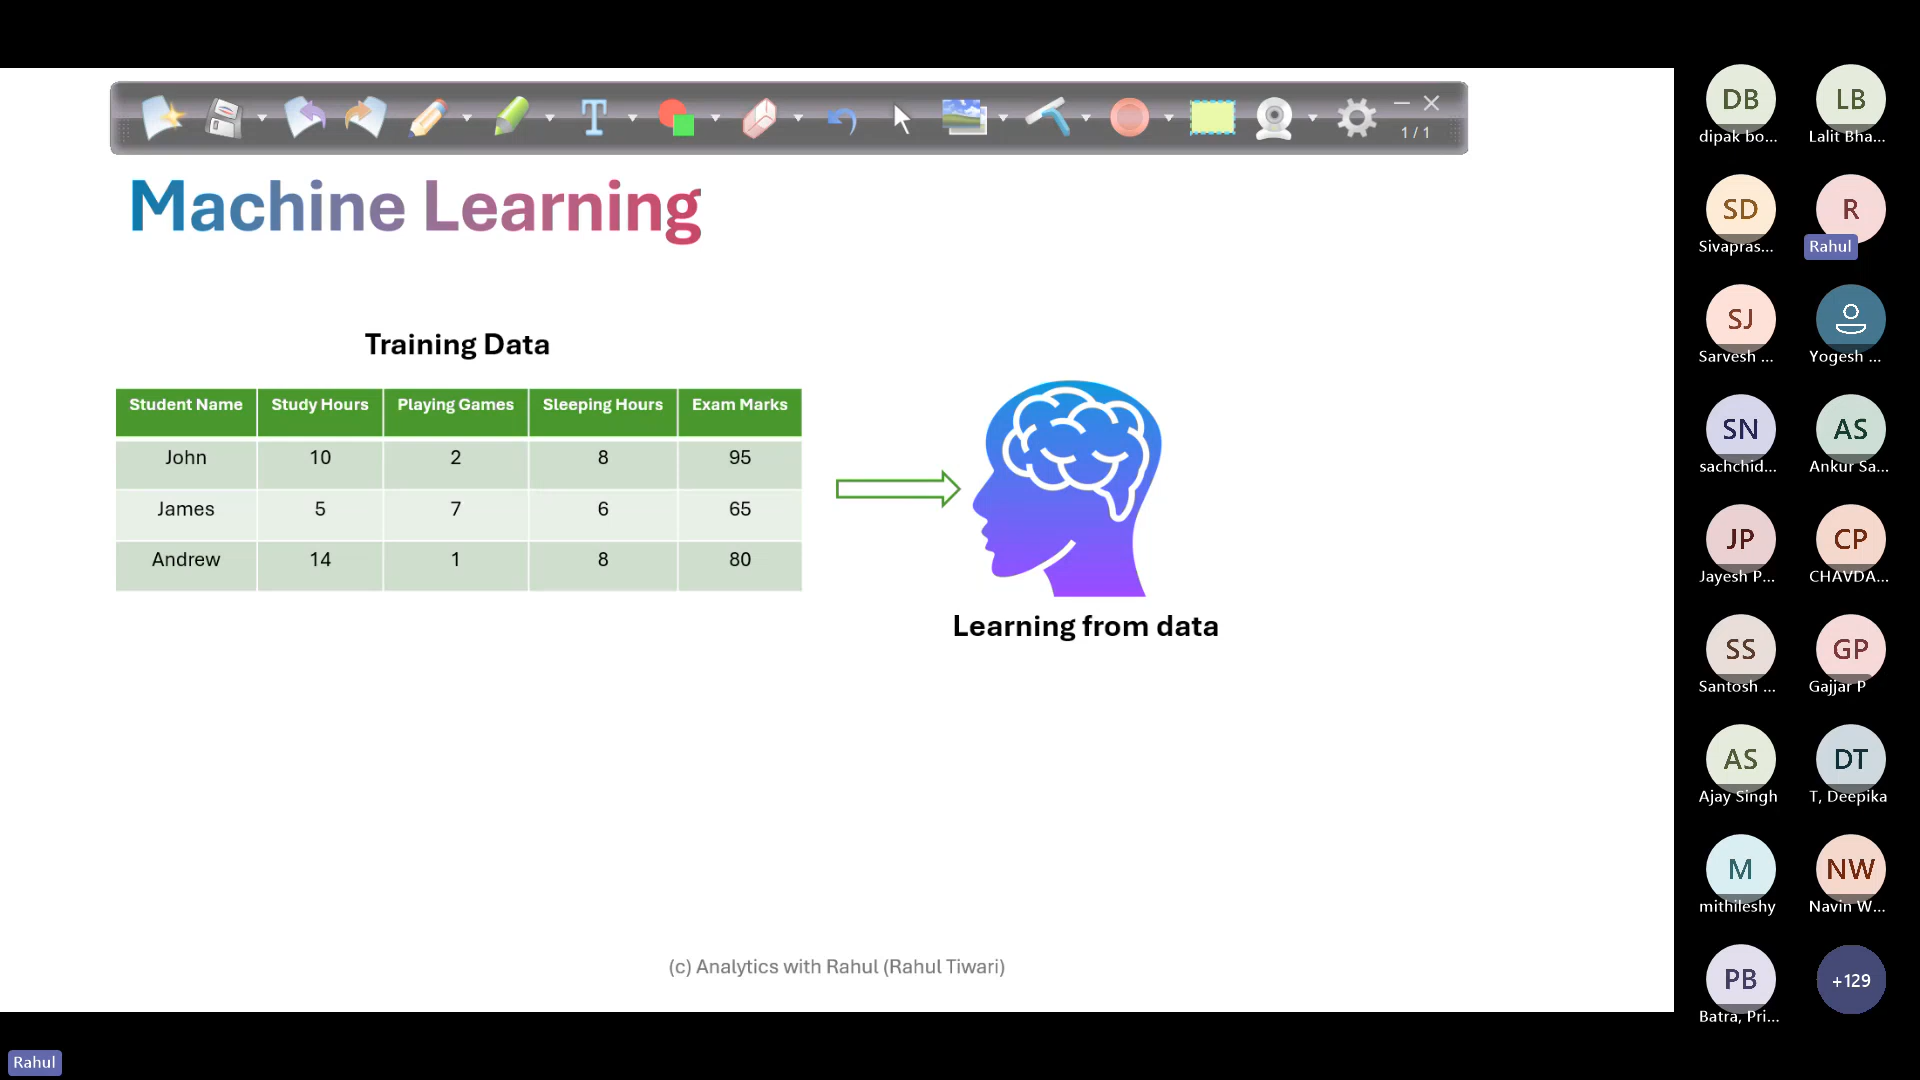 1 / 1
Machine Learning
Training Data
Student Name Study Hours Playing Games Sleeping Hours Exam Marks
John 10 2 8 95
James 5 7 6 65
Andrew 14 1 8 80
Learning from data
(c) Analytics with Rahul (Rahul Tiwari)
DB LB
dipak bo... Lalit Bha...
SD R
Sivapras... Rahul
SJ
Sarvesh ... Yogesh ...
SN AS
sachchid... Ankur Sa...
JP CP
Jayesh P... CHAVDA...
SS GP
Santosh ... Gajjar P
AS DT
Ajay Singh T, Deepika
M NW
mithileshy Navin W...
PB +129
Batra, Pri...
Rahul